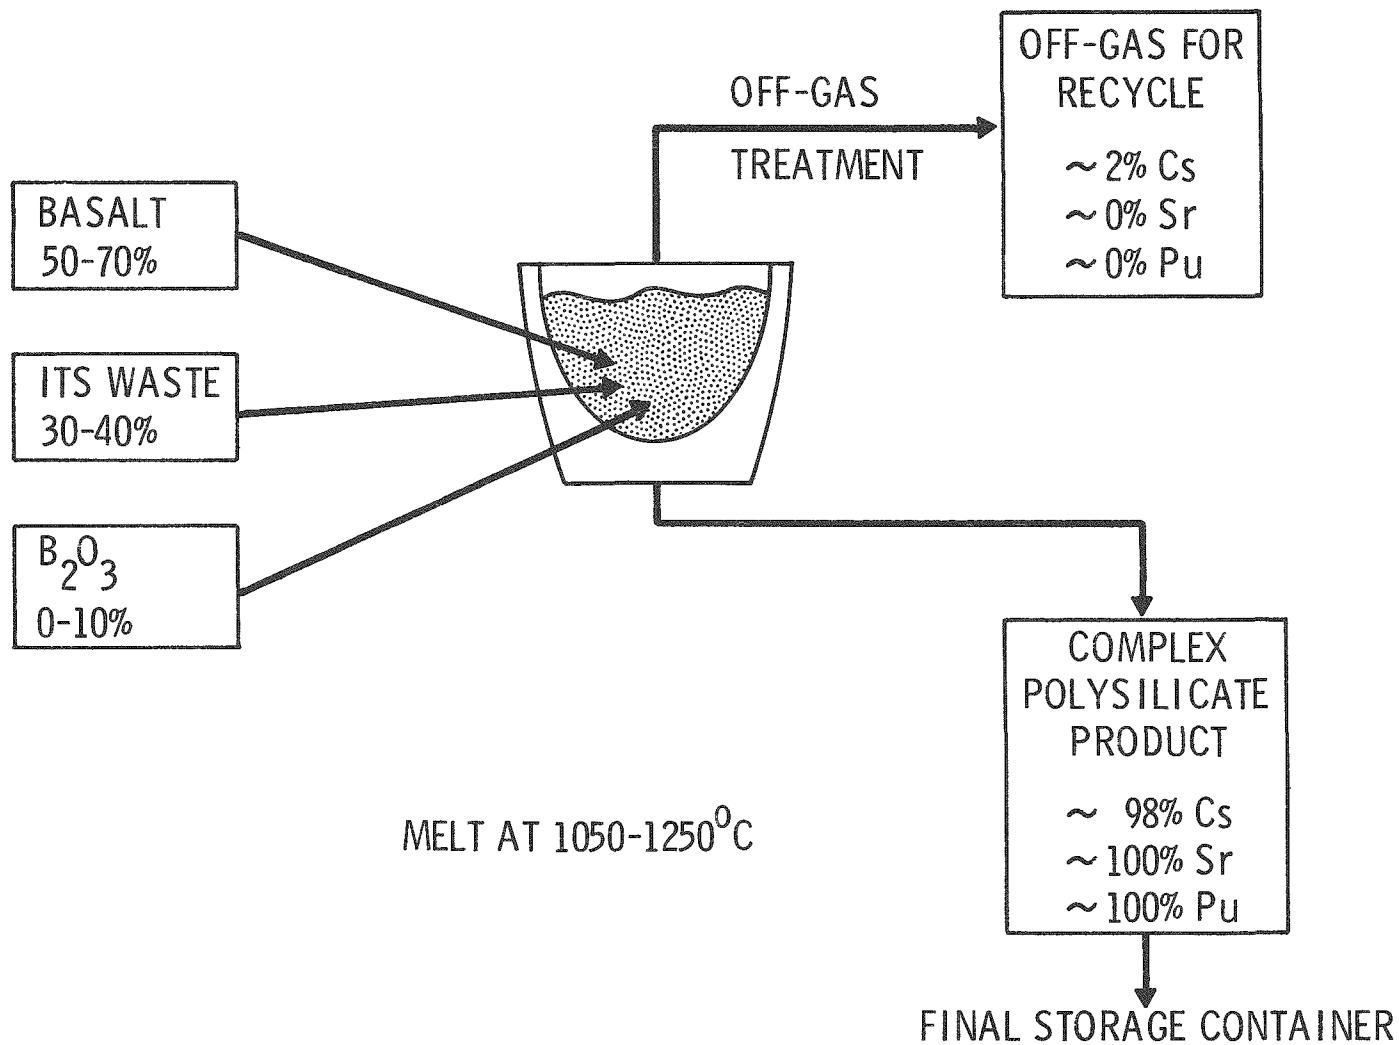 OFF-GAS FOR
RECYCLE
~2% Cs
~0% Sr
~0% Pu
OFF-GAS
TREATMENT
BASALT
50-70%
ITS WASTE
30-40%
B₂O₃
0-10%
COMPLEX
POLYSILICATE
PRODUCT
~ 98% Cs
~100% Sr
~100% Pu
MELT AT 1050-1250⁰C
FINAL STORAGE CONTAINER